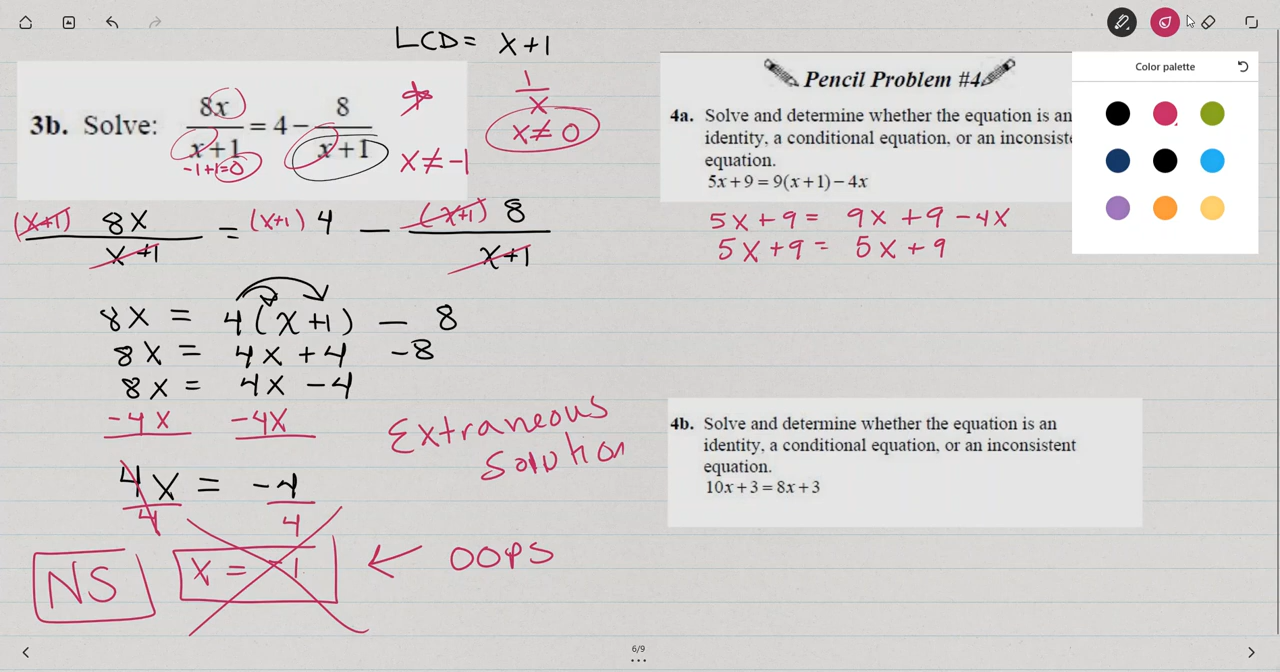 LCD = x+1
3b. Solve: 8x/x+1 = 4 − 8/x+1
-1+1=0
*
x ≠ -1
1/x
x ≠ 0
(x+1) 8x / x+1 = (x+1) 4 − (x+1) 8 / x+1
8x = 4(x+1) − 8
8x = 4x +4 -8
8x = 4x -4
-4x -4x
4x = -4
4 4
x = -1 ← OOPS
NS
Extraneous
Solution
Pencil Problem #4
4a. Solve and determine whether the equation is an
identity, a conditional equation, or an
equation.
5x + 9 = 9(x + 1) − 4x
5x + 9 = 9x + 9 − 4x
5x + 9 = 5x + 9
4b. Solve and determine whether the equation is an
identity, a conditional equation, or an inconsistent
equation.
10x + 3 = 8x + 3
Color palette
6/9